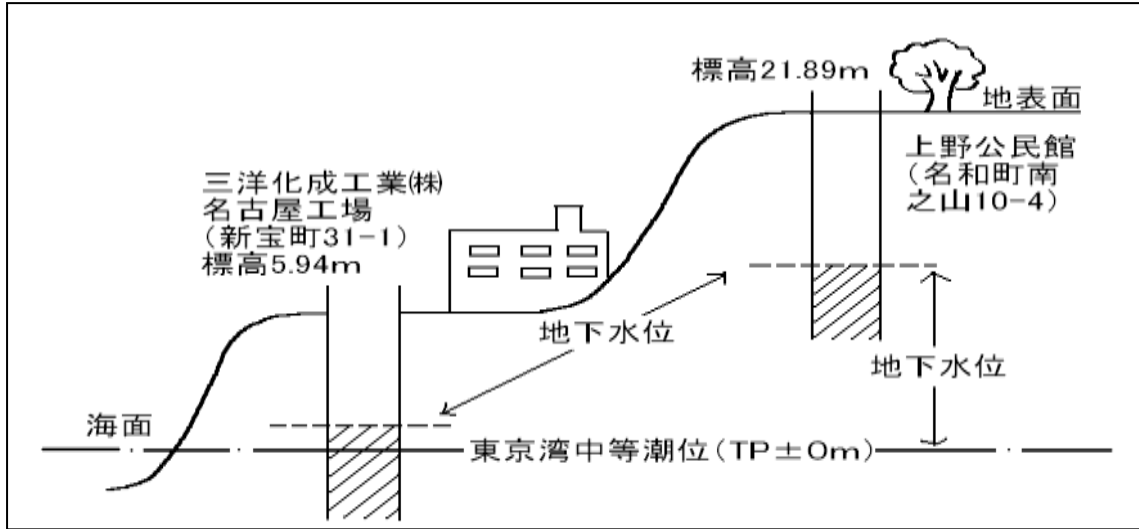 標高21.89m
地表面
上野公民館
(名和町南
之山10-4)
三洋化成工業㈱
名古屋工場
(新宝町31-1)
標高5.94m
地下水位
地下水位
海面
東京湾中等潮位(TP±0m)